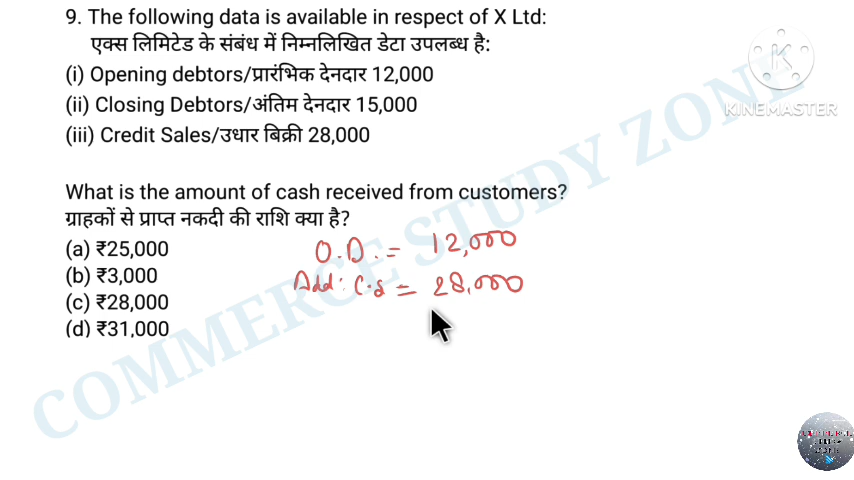 9. The following data is available in respect of X Ltd:
एक्स लिमिटेड के संबंध में निम्नलिखित डेटा उपलब्ध है:
(i) Opening debtors/प्रारंभिक देनदार 12,000
(ii) Closing Debtors/अंतिम देनदार 15,000
(iii) Credit Sales/उधार बिक्री 28,000
KINEMASTER
What is the amount of cash received from customers?
ग्राहकों से प्राप्त नकदी की राशि क्या है?
(a) ₹25,000
(b) ₹3,000
(c) ₹28,000
(d) ₹31,000
O.D. = 12,000
Add: C.S = 28,000
COMMERCE STUDY ZONE